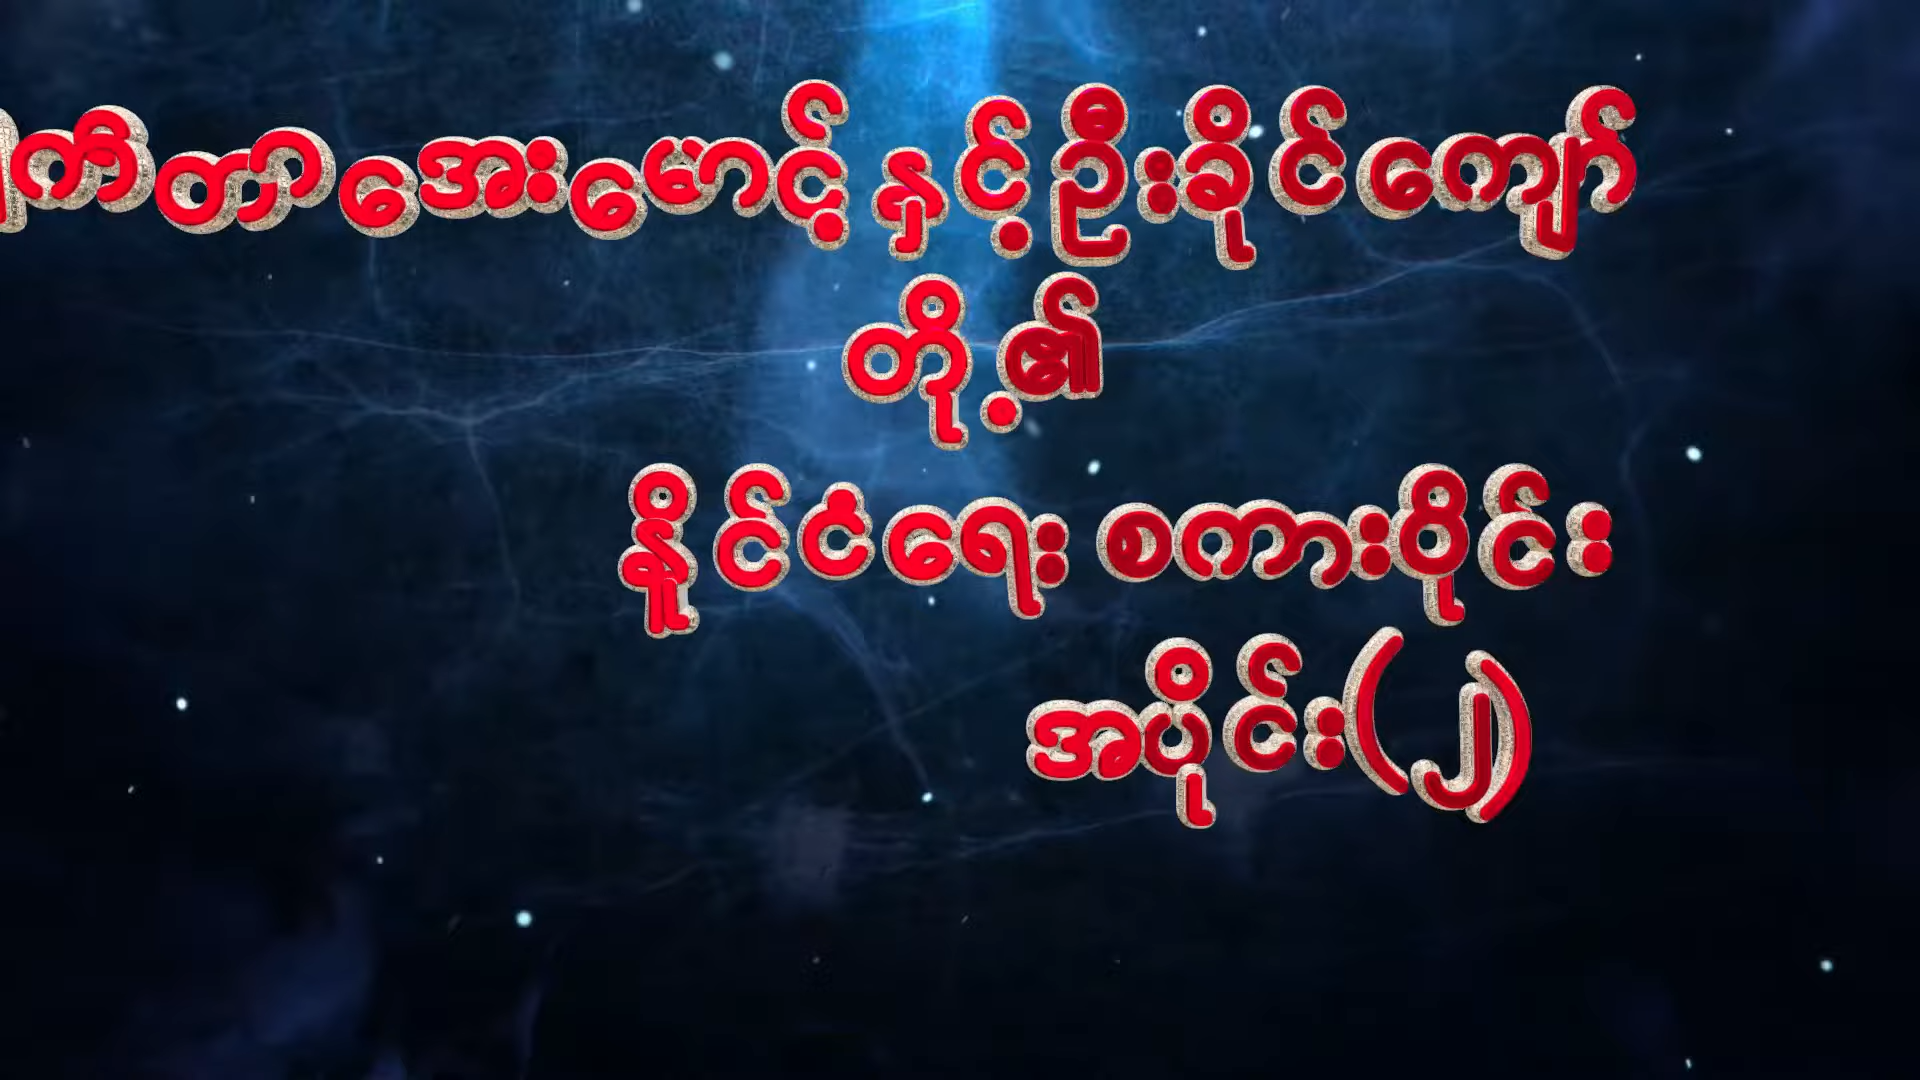 ဒေါက်တာအေးမောင် နှင့်ဦးခိုင်ကျော်
တို့၏
နိုင်ငံရေး စကားဝိုင်း
အပိုင်း(၂)